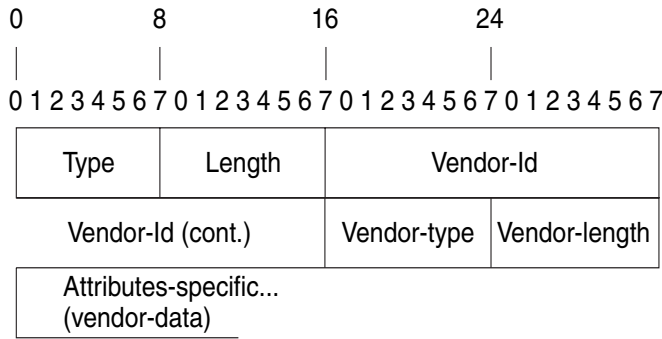 0 8 16 24
0 1 2 3 4 5 6 7 0 1 2 3 4 5 6 7 0 1 2 3 4 5 6 7 0 1 2 3 4 5 6 7
Type Length Vendor-Id
Vendor-Id (cont.) Vendor-type Vendor-length
Attributes-specific...
(vendor-data)